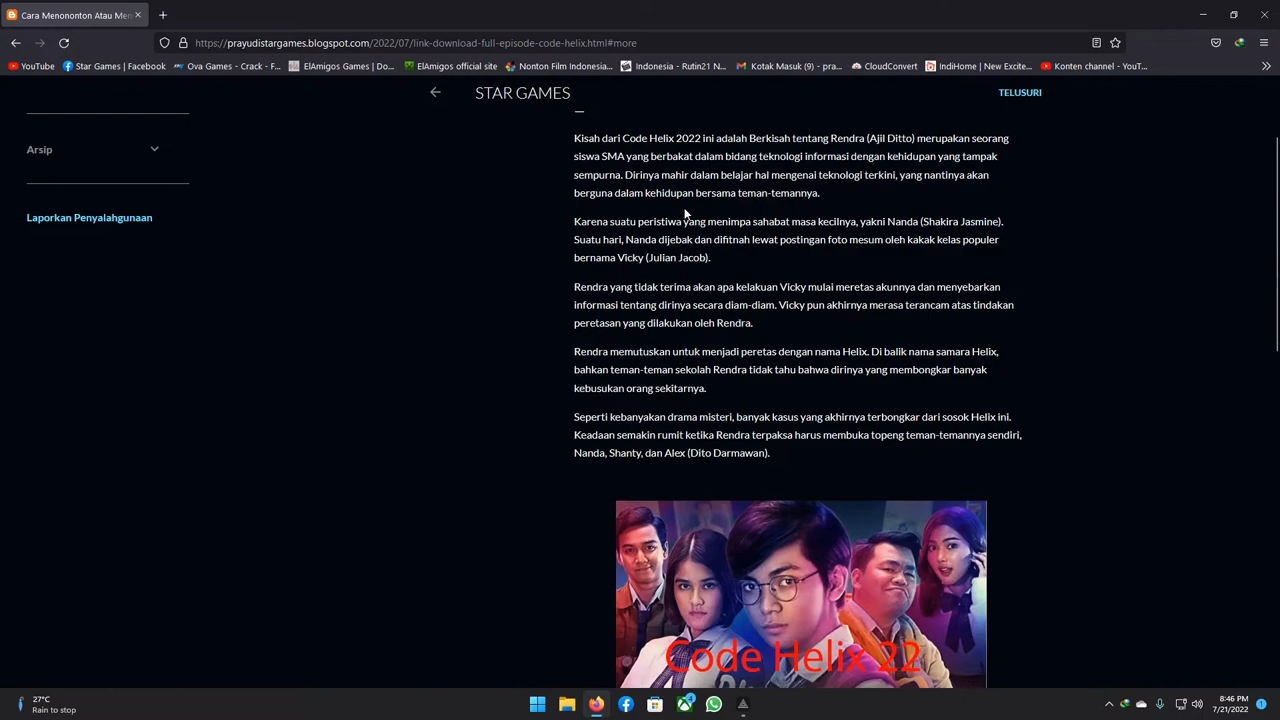 Cara Menononton Atau Men
https://prayudistargames.blogspot.com/2022/07/link-download-full-episode-code-helix.html#more
YouTube
Star Games | Facebook
Ova Games - Crack - F...
ElAmigos Games | Do...
ElAmigos official site
Nonton Film Indonesia...
Indonesia - Rutin21 N...
Kotak Masuk (9) - pra...
CloudConvert
IndiHome | New Excite...
Konten channel - YouT...
STAR GAMES
TELUSURI
Arsip
Laporkan Penyalahgunaan
Kisah dari Code Helix 2022 ini adalah Berkisah tentang Rendra (Ajil Ditto) merupakan seorang
siswa SMA yang berbakat dalam bidang teknologi informasi dengan kehidupan yang tampak
sempurna. Dirinya mahir dalam belajar hal mengenai teknologi terkini, yang nantinya akan
berguna dalam kehidupan bersama teman-temannya.
Karena suatu peristiwa yang menimpa sahabat masa kecilnya, yakni Nanda (Shakira Jasmine).
Suatu hari, Nanda dijebak dan difitnah lewat postingan foto mesum oleh kakak kelas populer
bernama Vicky (Julian Jacob).
Rendra yang tidak terima akan apa kelakuan Vicky mulai meretas akunnya dan menyebarkan
informasi tentang dirinya secara diam-diam. Vicky pun akhirnya merasa terancam atas tindakan
peretasan yang dilakukan oleh Rendra.
Rendra memutuskan untuk menjadi peretas dengan nama Helix. Di balik nama samara Helix,
bahkan teman-teman sekolah Rendra tidak tahu bahwa dirinya yang membongkar banyak
kebusukan orang sekitarnya.
Seperti kebanyakan drama misteri, banyak kasus yang akhirnya terbongkar dari sosok Helix ini.
Keadaan semakin rumit ketika Rendra terpaksa harus membuka topeng teman-temannya sendiri,
Nanda, Shanty, dan Alex (Dito Darmawan).
Code Helix 22
27°C
Rain to stop
4
8:46 PM
7/21/2022